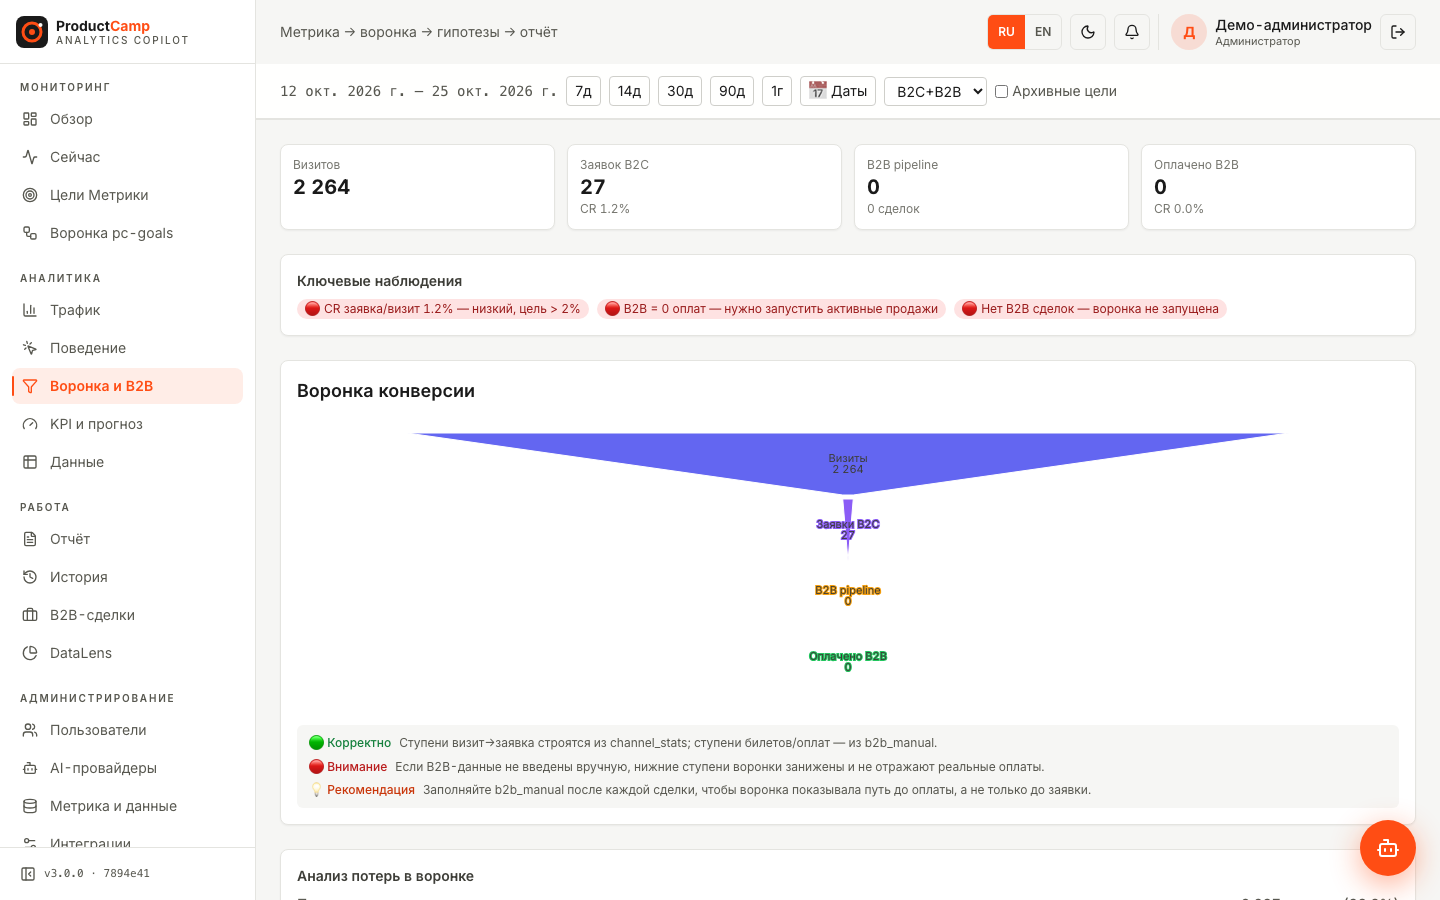 ProductCamp
ANALYTICS COPILOT
МОНИТОРИНГ
Обзор
Сейчас
Цели Метрики
Воронка pc-goals
АНАЛИТИКА
Трафик
Поведение
Воронка и B2B
KPI и прогноз
Данные
РАБОТА
Отчёт
История
B2B-сделки
DataLens
АДМИНИСТРИРОВАНИЕ
Пользователи
AI-провайдеры
Метрика и данные
Интеграции
v3.0.0 · 7894e41
Метрика → воронка → гипотезы → отчёт
RU EN
Д
Демо-администратор
Администратор
12 окт. 2026 г. — 25 окт. 2026 г. 7д 14д 30д 90д 1г 17 Даты B2C+B2B Архивные цели
Визитов
2 264
Заявок B2C
27
CR 1.2%
B2B pipeline
0
0 сделок
Оплачено B2B
0
CR 0.0%
Ключевые наблюдения
CR заявка/визит 1.2% — низкий, цель > 2%
B2B = 0 оплат — нужно запустить активные продажи
Нет B2B сделок — воронка не запущена
Воронка конверсии
Визиты
2 264
Заявки B2C
27
B2B pipeline
0
Оплачено B2B
0
Корректно Ступени визит→заявка строятся из channel_stats; ступени билетов/оплат — из b2b_manual.
Внимание Если B2B-данные не введены вручную, нижние ступени воронки занижены и не отражают реальные оплаты.
Рекомендация Заполняйте b2b_manual после каждой сделки, чтобы воронка показывала путь до оплаты, а не только до заявки.
Анализ потерь в воронке